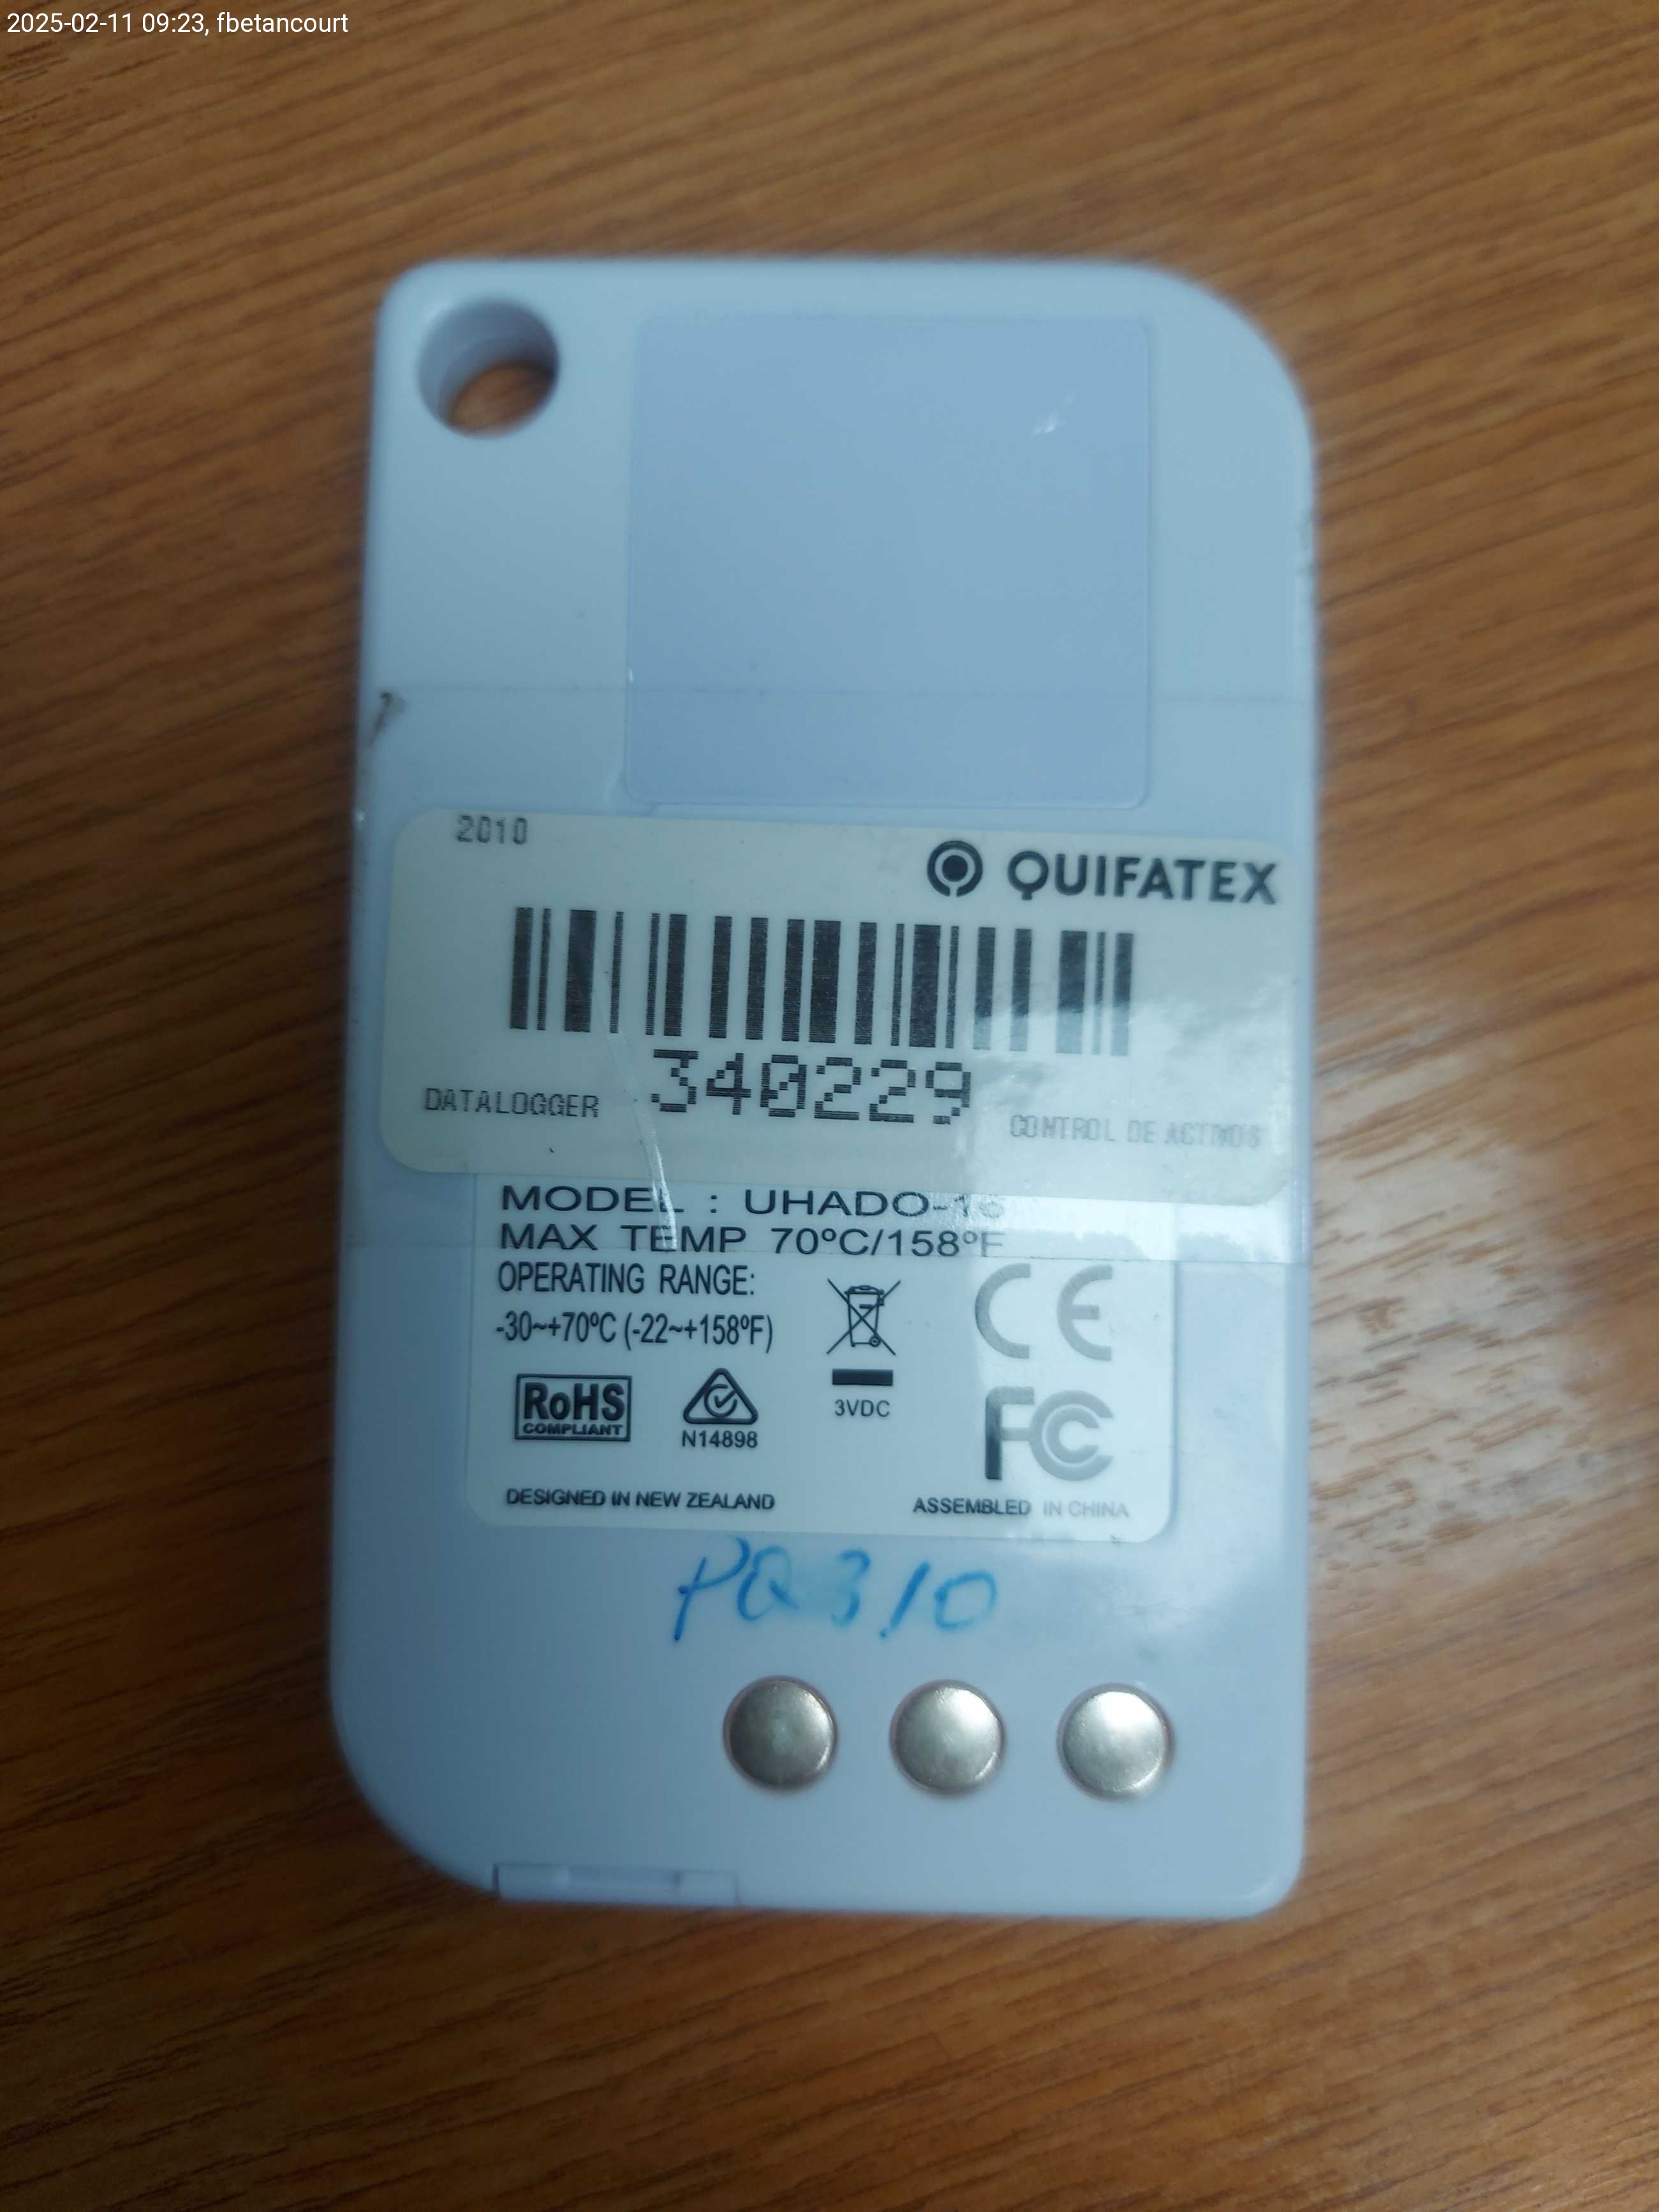 2025-02-11 09:23, fbetancourt
2010
QUIFATEX
340229
DATALOGGER
CONTROL DE ACTIVOS
MODEL : UHADO-16
MAX TEMP 70ºC/158ºF
OPERATING RANGE:
-30~+70ºC (-22~+158ºF)
CE
RoHS
COMPLIANT
N14898
3VDC
FC
DESIGNED IN NEW ZEALAND
ASSEMBLED IN CHINA
PQ310